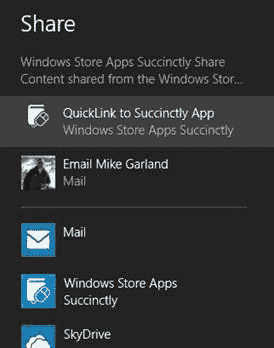 Share
Windows Store Apps Succinctly Share
Content shared from the Windows Stor...
QuickLink to Succinctly App
Windows Store Apps Succinctly
Email Mike Garland
Mail
Mail
Windows Store Apps
Succinctly
SkyDrive